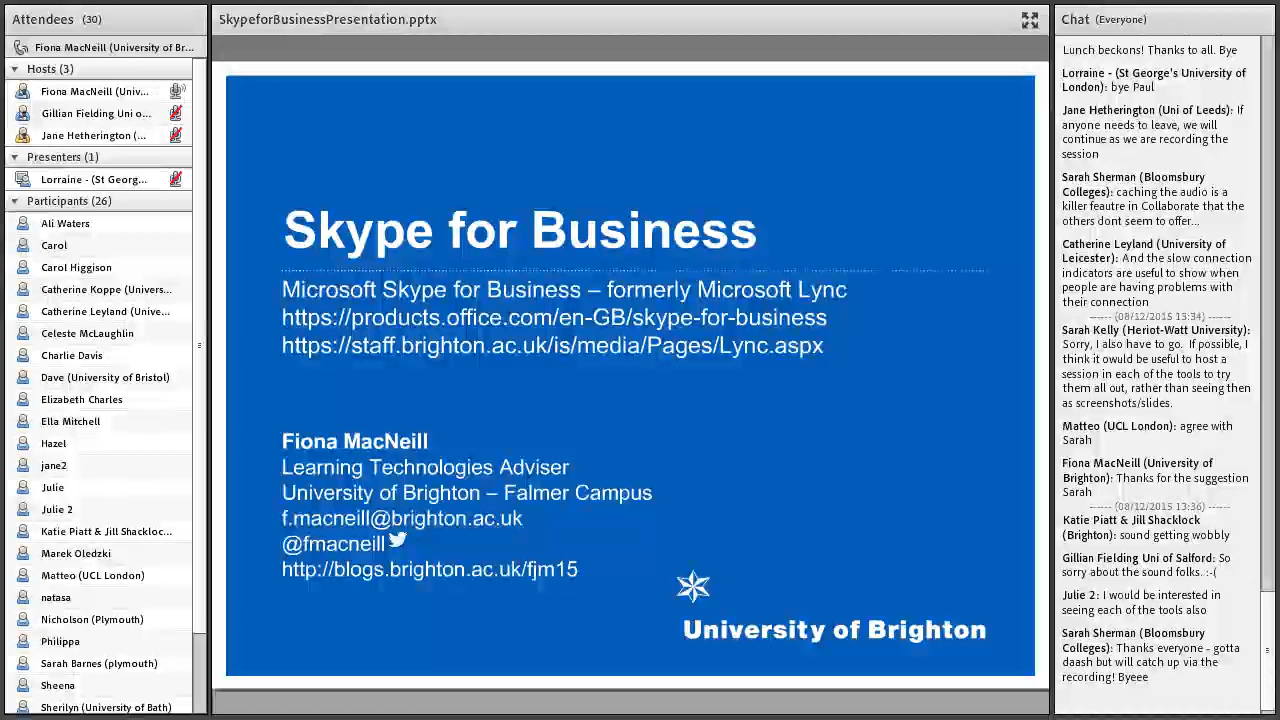 Attendees (30)
Fiona MacNeill (University of Br...
Hosts (3)
Fiona MacNeill (Univ...
Gillian Fielding Uni o...
Jane Hetherington (...
Presenters (1)
Lorraine - (St Georg...
Participants (26)
Ali Waters
Carol
Carol Higgison
Catherine Koppe (Univers...
Catherine Leyland (Unive...
Celeste McLaughlin
Charlie Davis
Dave (University of Bristol)
Elizabeth Charles
Ella Mitchell
Hazel
jane2
Julie
Julie 2
Katie Piatt & Jill Shackloc...
Marek Oledzki
Matteo (UCL London)
natasa
Nicholson (Plymouth)
Philippa
Sarah Barnes (plymouth)
Sheena
Sherilyn (University of Bath)
SkypeforBusinessPresentation.pptx
Skype for Business
Microsoft Skype for Business – formerly Microsoft Lync
https://products.office.com/en-GB/skype-for-business
https://staff.brighton.ac.uk/is/media/Pages/Lync.aspx
Fiona MacNeill
Learning Technologies Adviser
University of Brighton – Falmer Campus
f.macneill@brighton.ac.uk
@fmacneill
http://blogs.brighton.ac.uk/fjm15
University of Brighton
Chat (Everyone)
Lunch beckons! Thanks to all. Bye
Lorraine - (St George's University of
London): bye Paul
Jane Hetherington (Uni of Leeds): If
anyone needs to leave, we will
continue as we are recording the
session
Sarah Sherman (Bloomsbury
Colleges): caching the audio is a
killer feautre in Collaborate that the
others dont seem to offer...
Catherine Leyland (University of
Leicester): And the slow connection
indicators are useful to show when
people are having problems with
their connection
------ (08/12/2015 13:34) ------
Sarah Kelly (Heriot-Watt University):
Sorry, I also have to go. If possible, I
think it owuld be useful to host a
session in each of the tools to try
them all out, rather than seeing then
as screenshots/slides.
Matteo (UCL London): agree with
Sarah
Fiona MacNeill (University of
Brighton): Thanks for the suggestion
Sarah
------ (08/12/2015 13:36) ------
Katie Piatt & Jill Shacklock
(Brighton): sound getting wobbly
Gillian Fielding Uni of Salford: So
sorry about the sound folks. :-(
Julie 2: I would be interested in
seeing each of the tools also
Sarah Sherman (Bloomsbury
Colleges): Thanks everyone - gotta
daash but will catch up via the
recording! Byeee